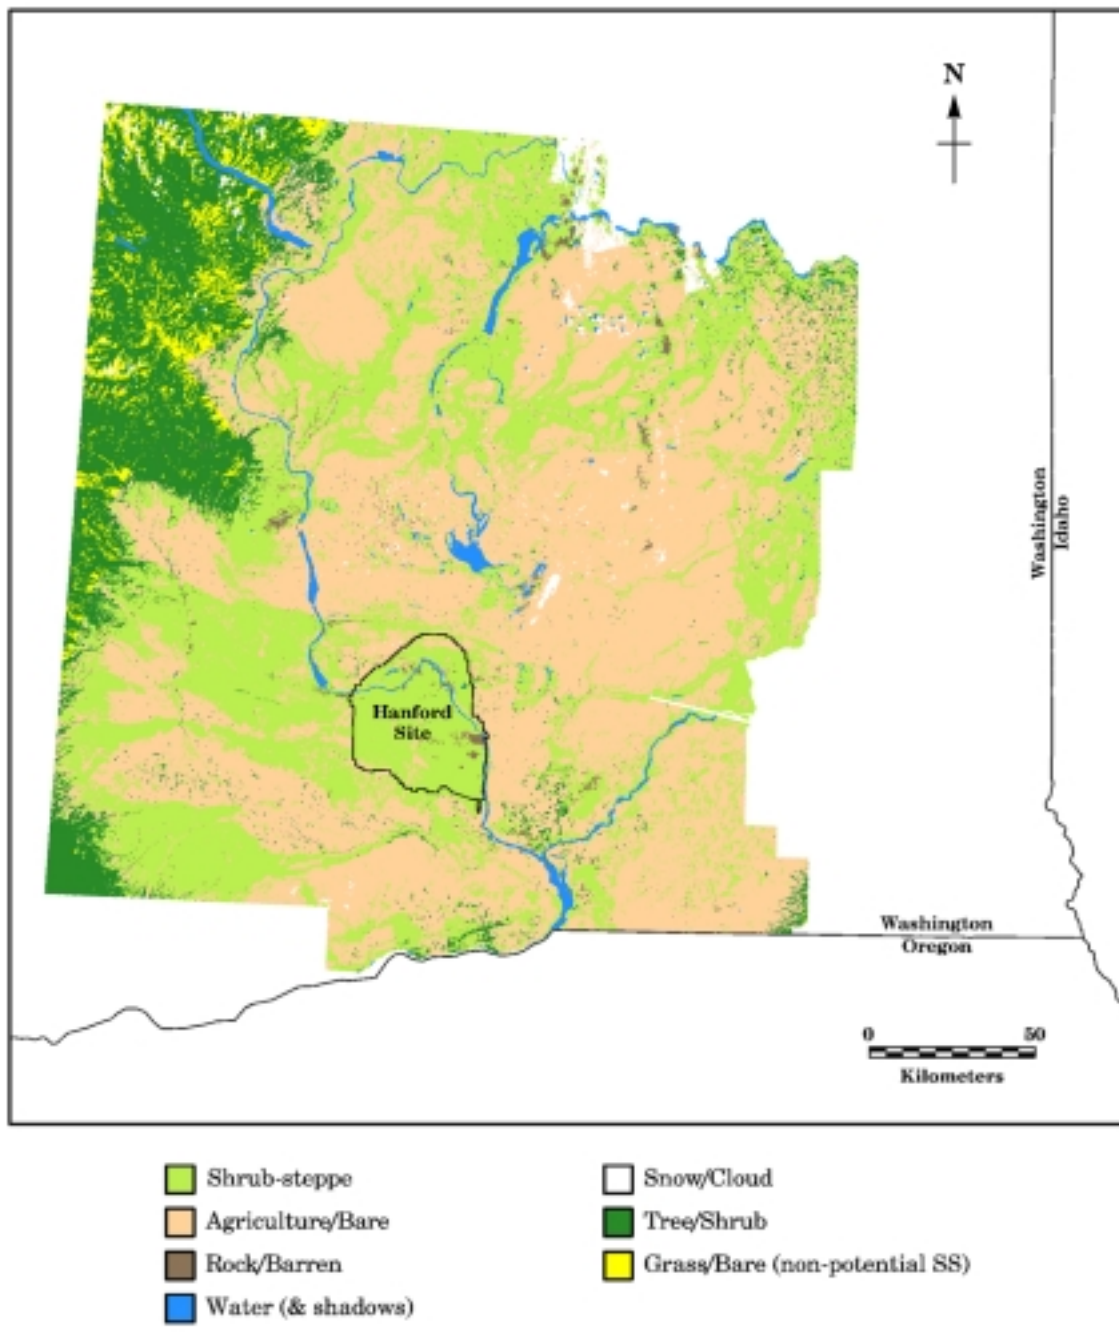 N
Hanford
Site
Washington
Idaho
Washington
Oregon
0 50
Kilometers
Shrub-steppe
Agriculture/Bare
Rock/Barren
Water (& shadows)
Snow/Cloud
Tree/Shrub
Grass/Bare (non-potential SS)